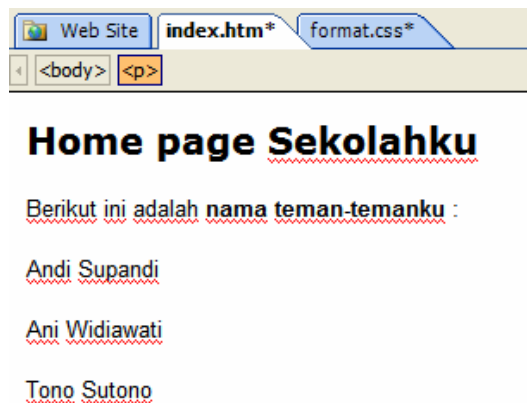 Web Site index.htm* format.css*
<body> <p>
Home page Sekolahku
Berikut ini adalah nama teman-temanku :
Andi Supandi
Ani Widiawati
Tono Sutono